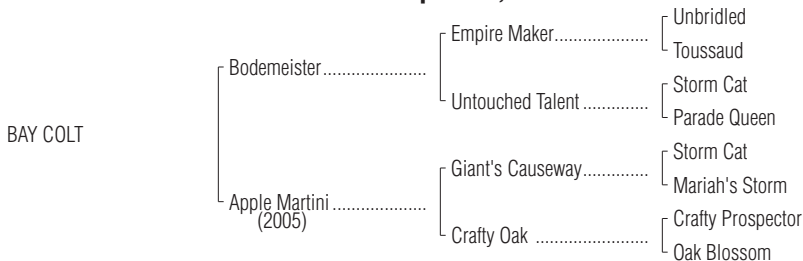 Unbridled
Empire Maker.....................
Toussaud
Bodemeister.......................
Storm Cat
Untouched Talent ...............
Parade Queen
BAY COLT
Storm Cat
Giant's Causeway...............
Mariah's Storm
Apple Martini .....................
(2005)
Crafty Prospector
Crafty Oak .........................
Oak Blossom